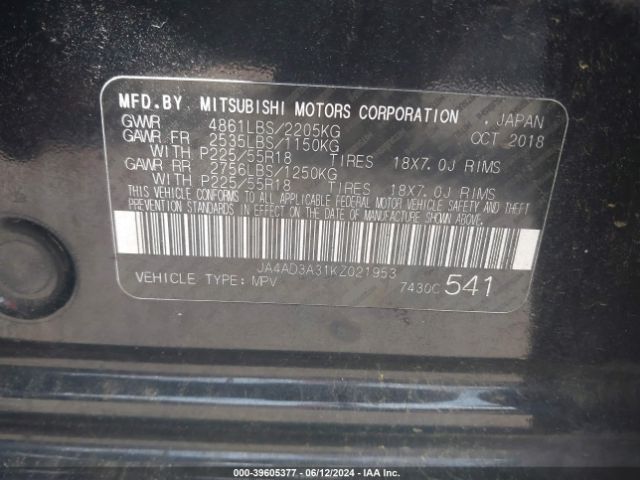 MFD.BY MITSUBISHI MOTORS CORPORATION , JAPAN
GVWR 4861LBS/2205KG OCT 2018
GAWR FR 2535LBS/1150KG
WITH P225/55R18 TIRES 18X7.0J RIMS
GAWR RR 2756LBS/1250KG
WITH P225/55R18 TIRES 18X7.0J RIMS
THIS VEHICLE CONFORMS TO ALL APPLICABLE FEDERAL MOTOR VEHICLE SAFETY AND THEFT
PREVENTION STANDARDS IN EFFECT ON THE DATE OF MANUFACTURE SHOWN ABOVE.
JA4AD3A31KZ021953
VEHICLE TYPE: MPV 7430C 541
000-39605377 - 06/12/2024 - IAA Inc.